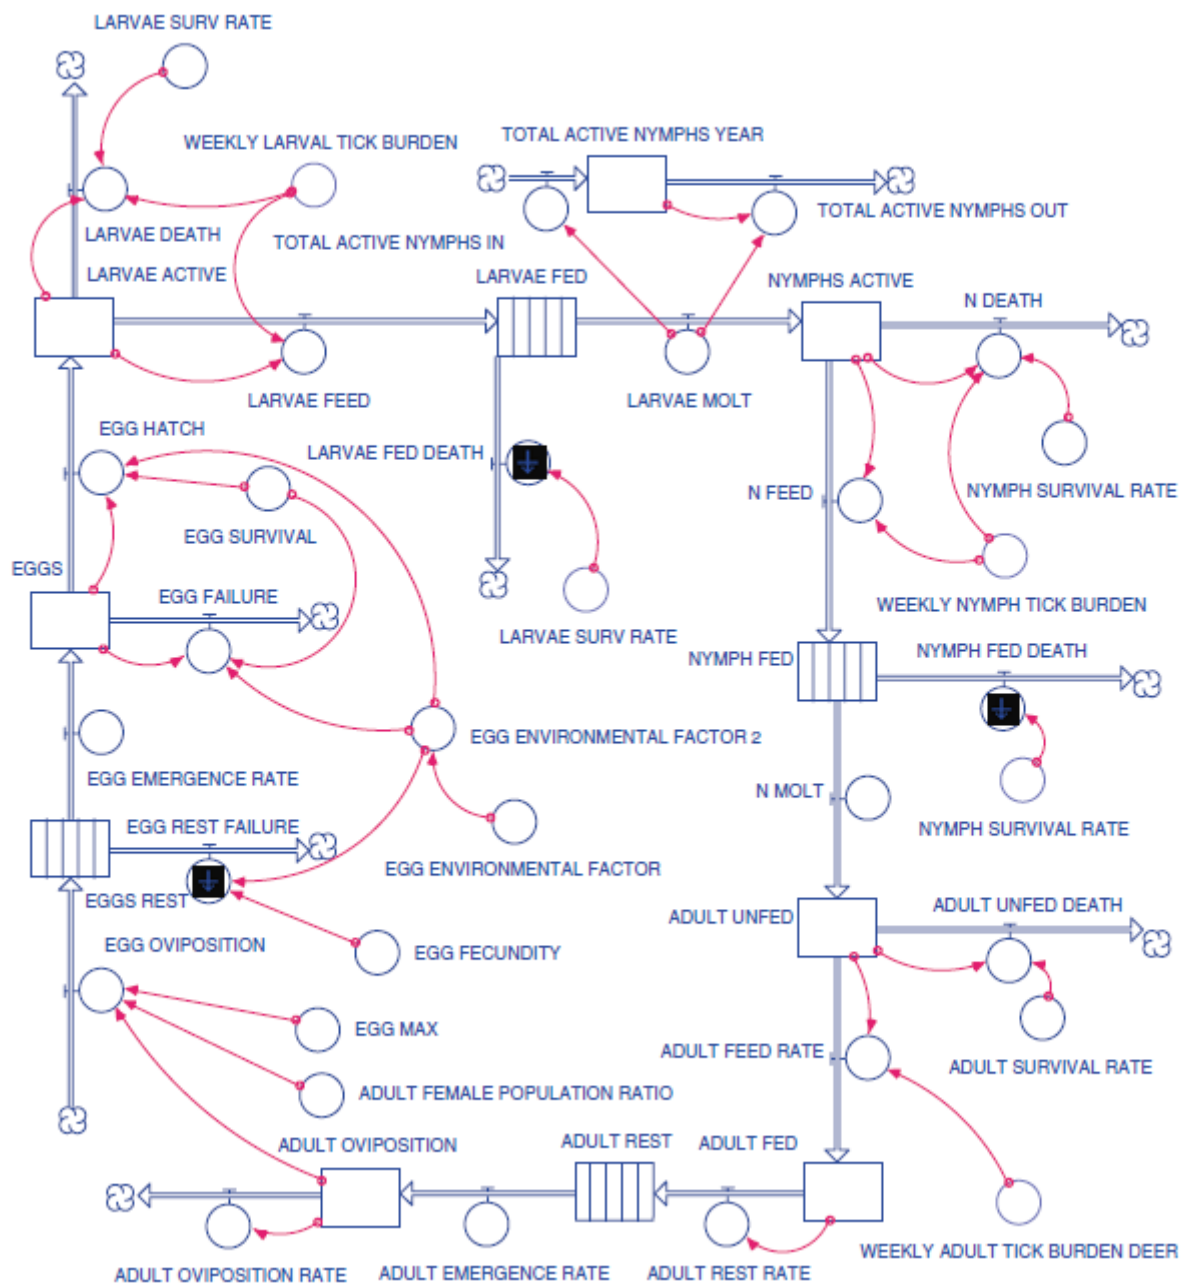 LARVAE SURV RATE
WEEKLY LARVAL TICK BURDEN
TOTAL ACTIVE NYMPHS YEAR
LARVAE DEATH
TOTAL ACTIVE NYMPHS IN
TOTAL ACTIVE NYMPHS OUT
LARVAE ACTIVE
LARVAE FED
NYMPHS ACTIVE
N DEATH
LARVAE FEED
LARVAE MOLT
EGG HATCH
LARVAE FED DEATH
N FEED
NYMPH SURVIVAL RATE
EGG SURVIVAL
EGGS
EGG FAILURE
LARVAE SURV RATE
WEEKLY NYMPH TICK BURDEN
NYMPH FED
NYMPH FED DEATH
EGG ENVIRONMENTAL FACTOR 2
EGG EMERGENCE RATE
N MOLT
EGG REST FAILURE
NYMPH SURVIVAL RATE
EGG ENVIRONMENTAL FACTOR
EGGS REST
ADULT UNFED
ADULT UNFED DEATH
EGG OVIPOSITION
EGG FECUNDITY
EGG MAX
ADULT FEED RATE
ADULT SURVIVAL RATE
ADULT FEMALE POPULATION RATIO
ADULT OVIPOSITION
ADULT REST
ADULT FED
WEEKLY ADULT TICK BURDEN DEER
ADULT OVIPOSITION RATE
ADULT EMERGENCE RATE
ADULT REST RATE